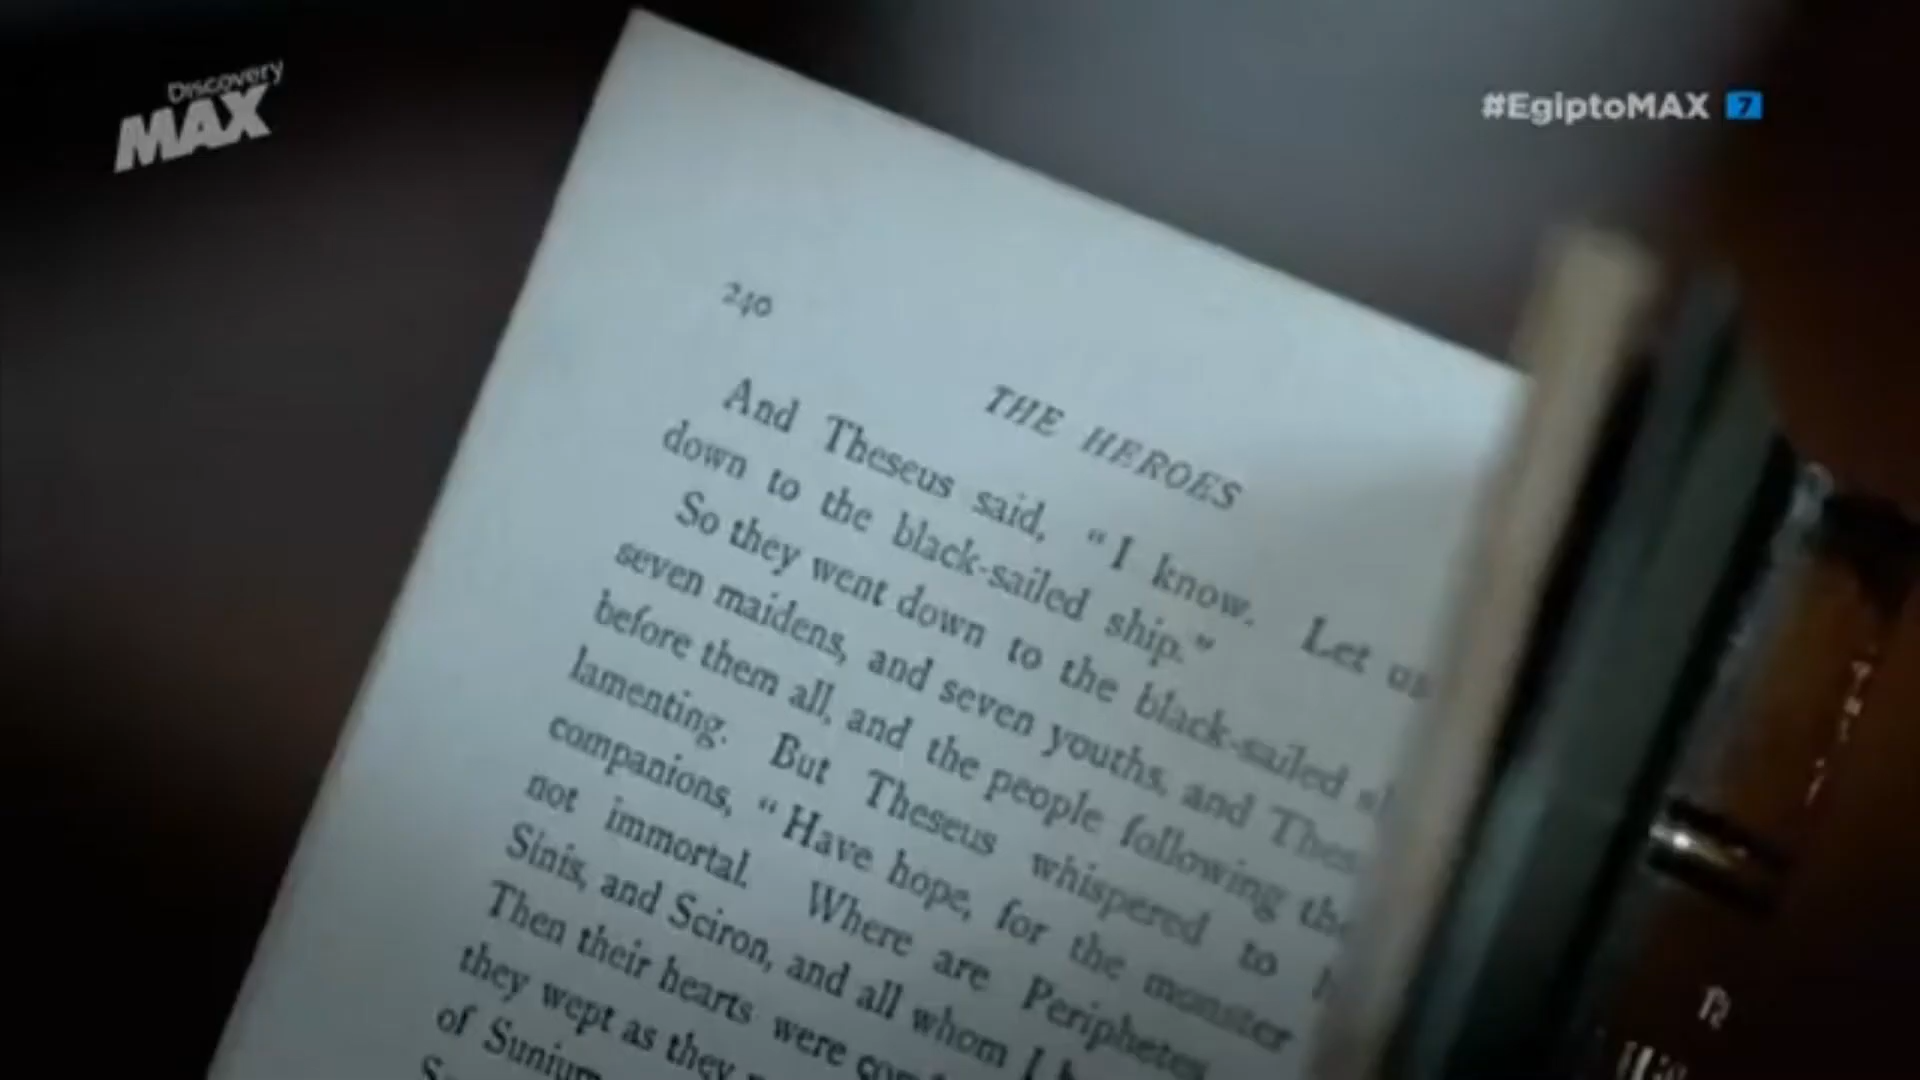 Discovery
MAX
#EgiptoMAX 7
240
THE HEROES
And Theseus said, “I know. Let us
down to the black-sailed ship.”
So they went down to the black-sailed
seven maidens, and seven youths, and
before them all, and the people following
lamenting. But Theseus whispered to
companions, “Have hope, for the monster
not immortal. Where are Periphetes
Sinis, and Sciron, and all whom I
Then their hearts were
they wept as they
of Sunium